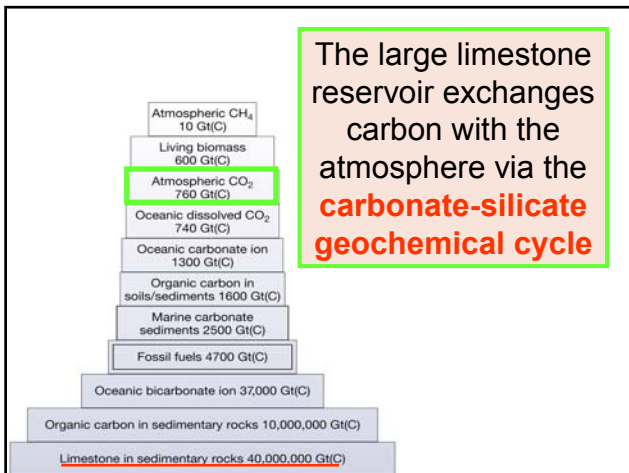 The large limestone
reservoir exchanges
carbon with the
atmosphere via the
carbonate-silicate
geochemical cycle
Atmospheric CH₄
10 Gt(C)
Living biomass
600 Gt(C)
Atmospheric CO₂
760 Gt(C)
Oceanic dissolved CO₂
740 Gt(C)
Oceanic carbonate ion
1300 Gt(C)
Organic carbon in
soils/sediments 1600 Gt(C)
Marine carbonate
sediments 2500 Gt(C)
Fossil fuels 4700 Gt(C)
Oceanic bicarbonate ion 37,000 Gt(C)
Organic carbon in sedimentary rocks 10,000,000 Gt(C)
Limestone in sedimentary rocks 40,000,000 Gt(C)